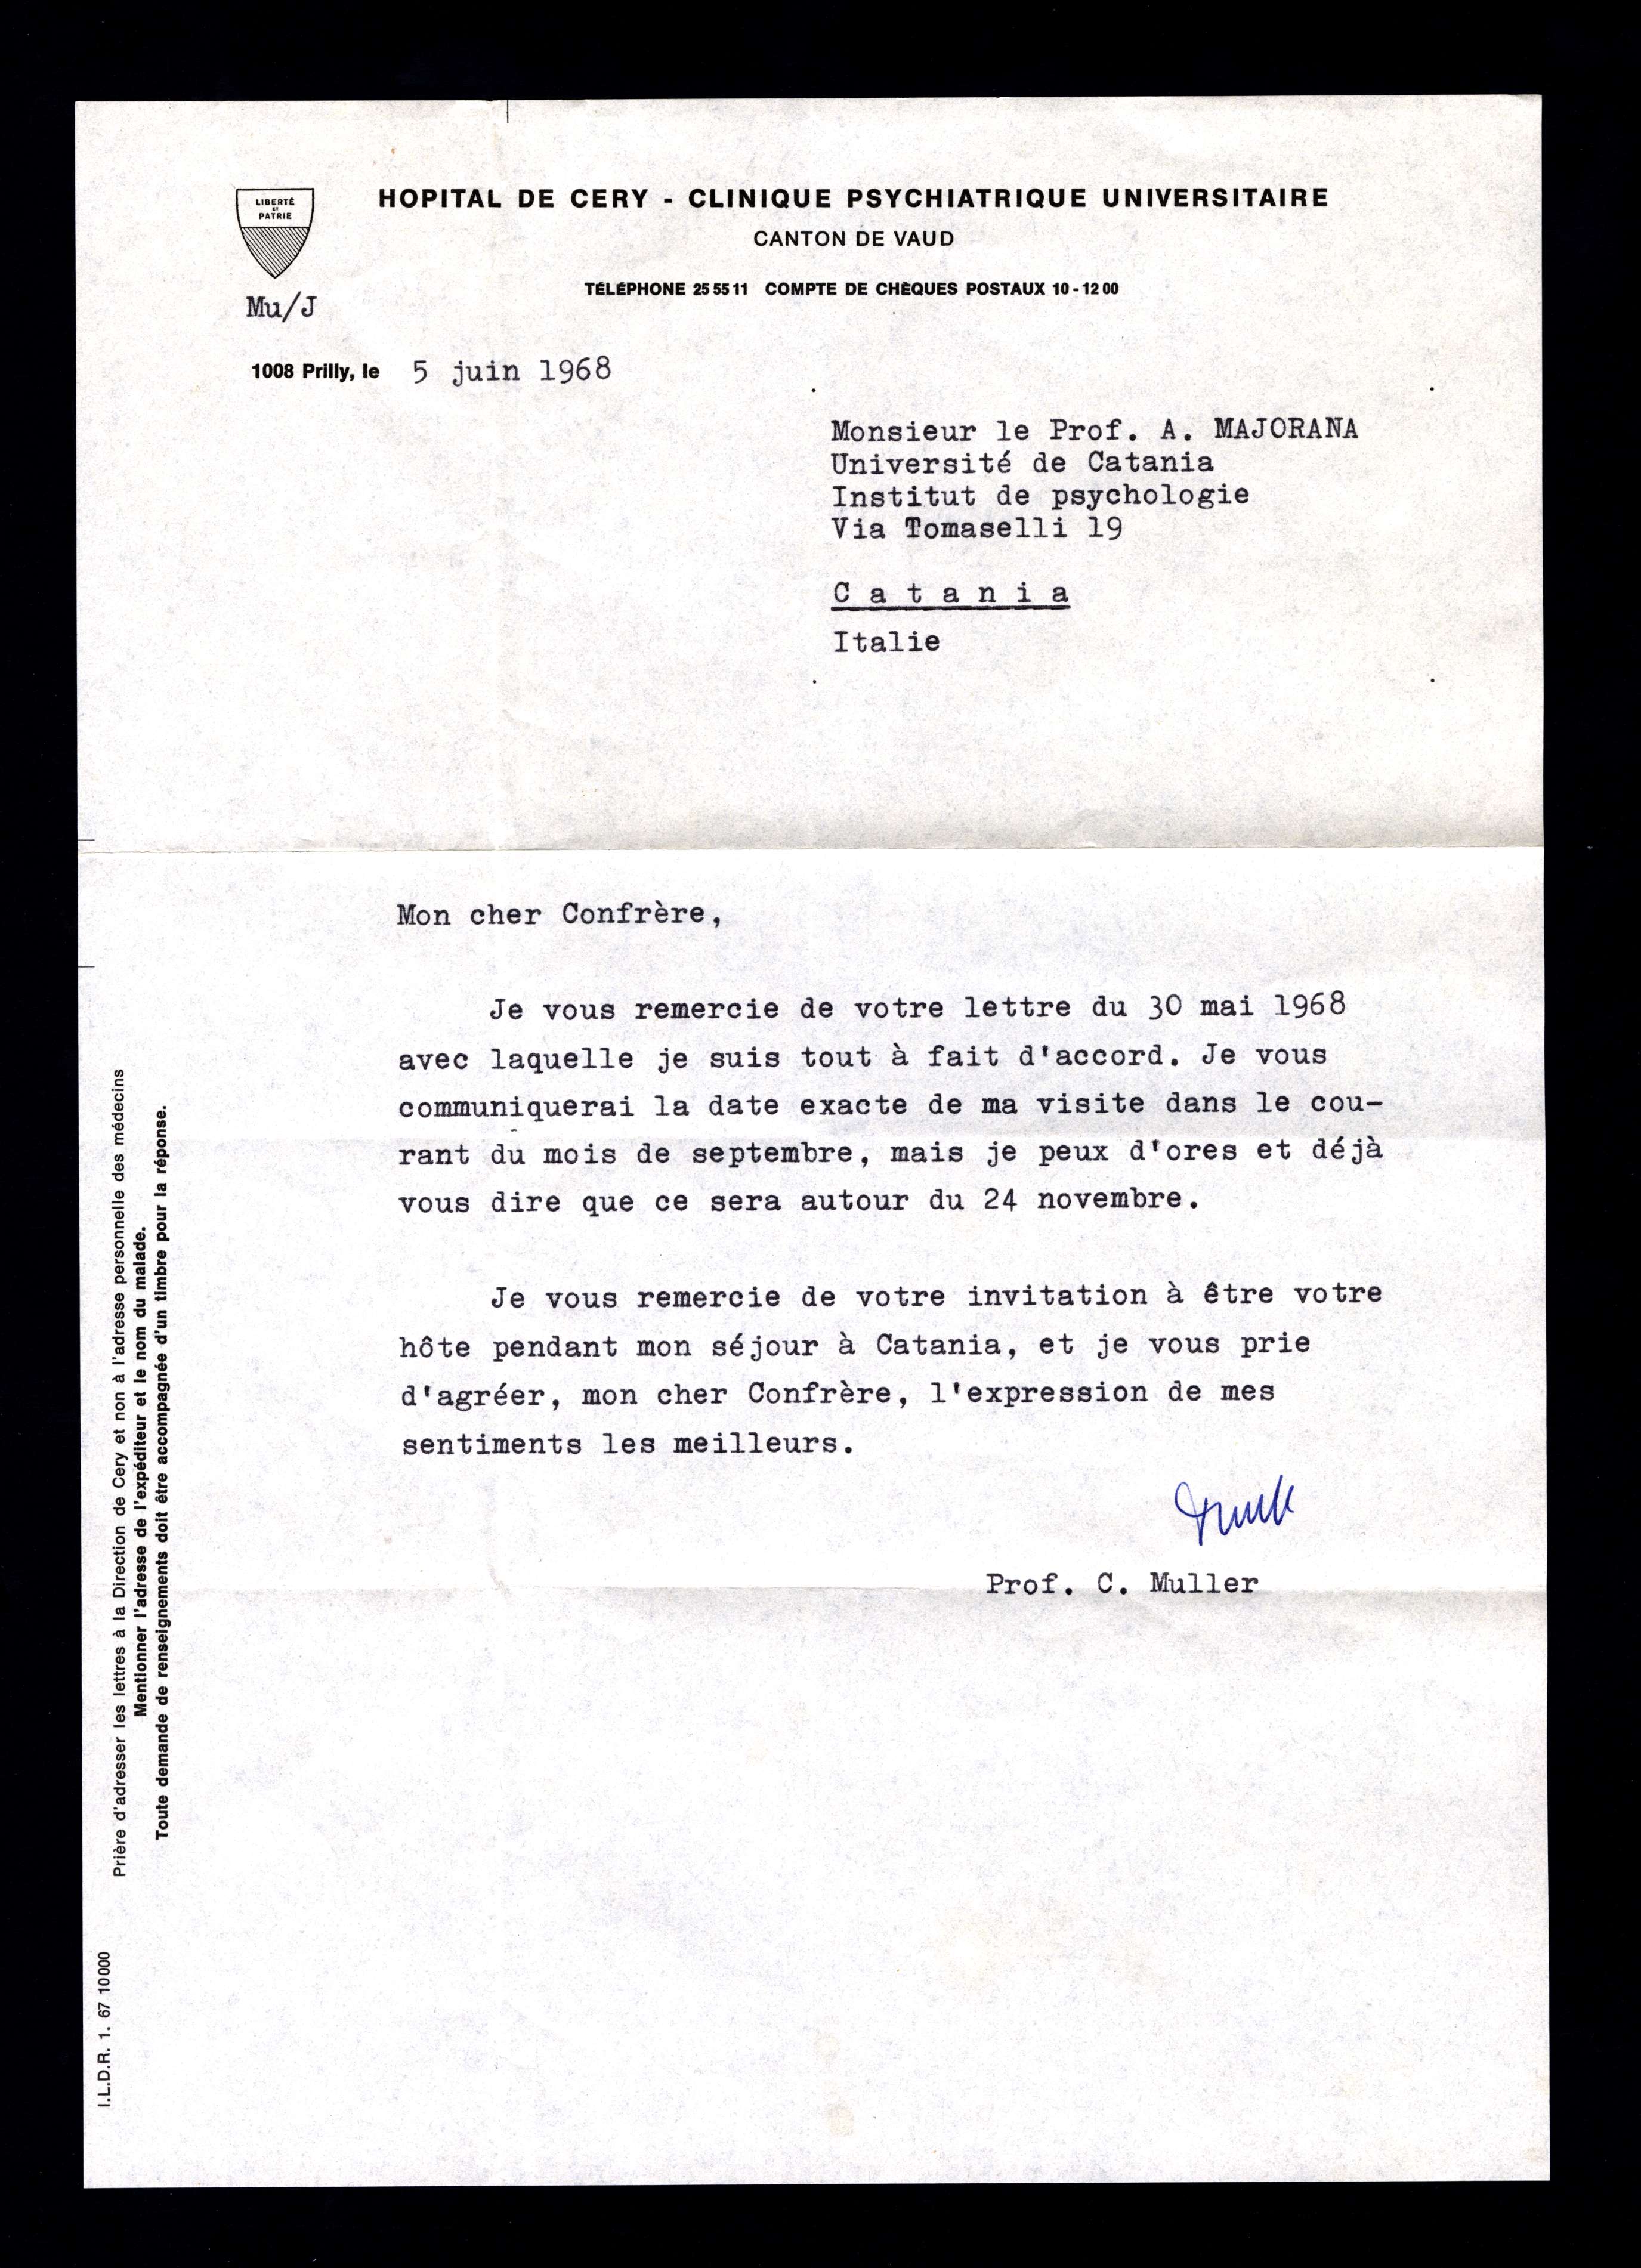 LIBERTÉ
ET
PATRIE
HOPITAL DE CERY - CLINIQUE PSYCHIATRIQUE UNIVERSITAIRE
CANTON DE VAUD
TÉLÉPHONE 25 55 11 COMPTE DE CHÈQUES POSTAUX 10 - 12 00
Mu/J
1008 Prilly, le 5 juin 1968
Monsieur le Prof. A. MAJORANA
Université de Catania
Institut de psychologie
Via Tomaselli 19
C a t a n i a
Italie
Mon cher Confrère,
Je vous remercie de votre lettre du 30 mai 1968
avec laquelle je suis tout à fait d'accord. Je vous
communiquerai la date exacte de ma visite dans le cou-
rant du mois de septembre, mais je peux d'ores et déjà
vous dire que ce sera autour du 24 novembre.
Je vous remercie de votre invitation à être votre
hôte pendant mon séjour à Catania, et je vous prie
d'agréer, mon cher Confrère, l'expression de mes
sentiments les meilleurs.
Prof. C. Muller
Prière d'adresser les lettres à la Direction de Cery et non à l'adresse personnelle des médecins
Mentionner l'adresse de l'expéditeur et le nom du malade.
Toute demande de renseignements doit être accompagnée d'un timbre pour la réponse.
I.L.D.R. 1. 67 10000